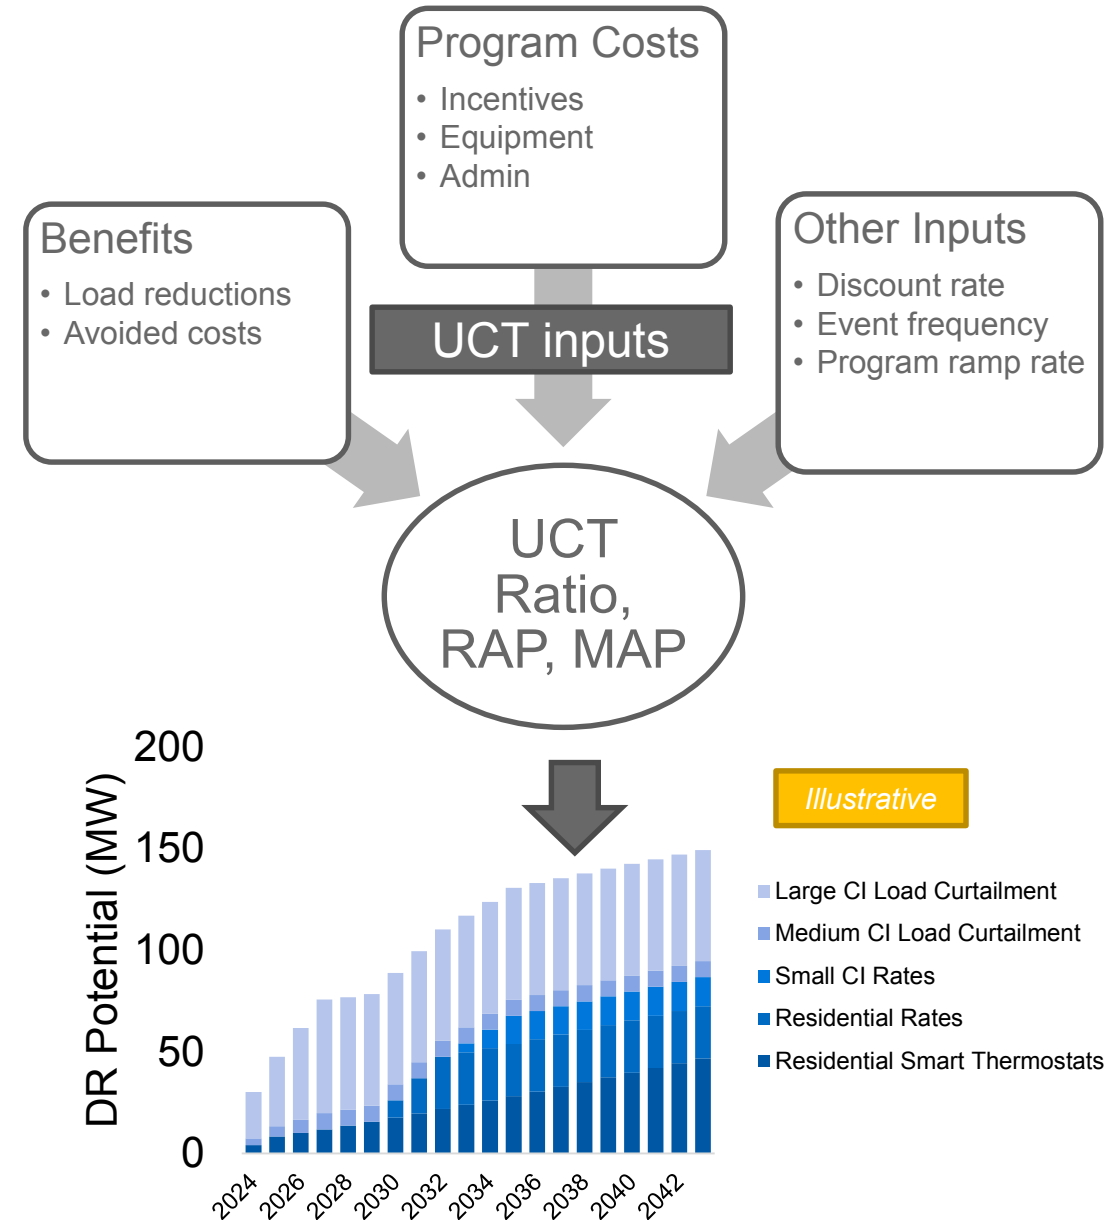 Program Costs
• Incentives
• Equipment
• Admin
Benefits
• Load reductions
• Avoided costs
Other Inputs
• Discount rate
• Event frequency
• Program ramp rate
UCT inputs
UCT
Ratio,
RAP, MAP
Illustrative
DR Potential (MW)
200
150
100
50
0
2024
2026
2028
2030
2032
2034
2036
2038
2040
2042
Large CI Load Curtailment
Medium CI Load Curtailment
Small CI Rates
Residential Rates
Residential Smart Thermostats